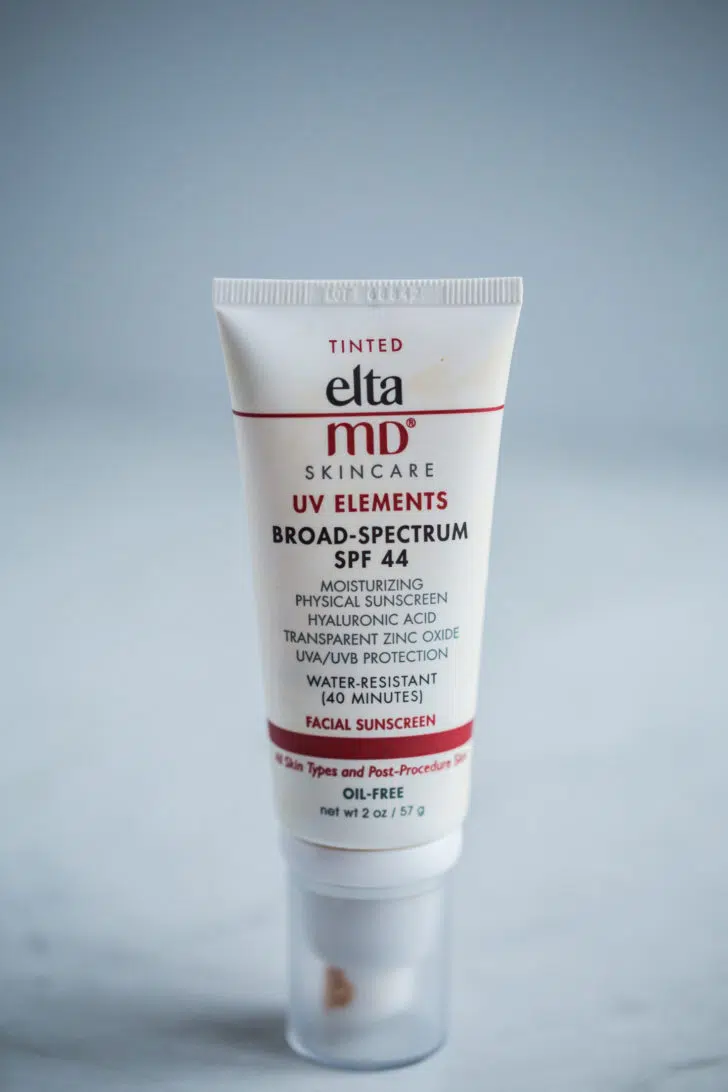 TINTED
elta
MD®
SKINCARE
UV ELEMENTS
BROAD-SPECTRUM
SPF 44
MOISTURIZING
PHYSICAL SUNSCREEN
HYALURONIC ACID
TRANSPARENT ZINC OXIDE
UVA/UVB PROTECTION
WATER-RESISTANT
(40 MINUTES)
FACIAL SUNSCREEN
All Skin Types and Post-Procedure Skin
OIL-FREE
net wt 2 oz / 57 g